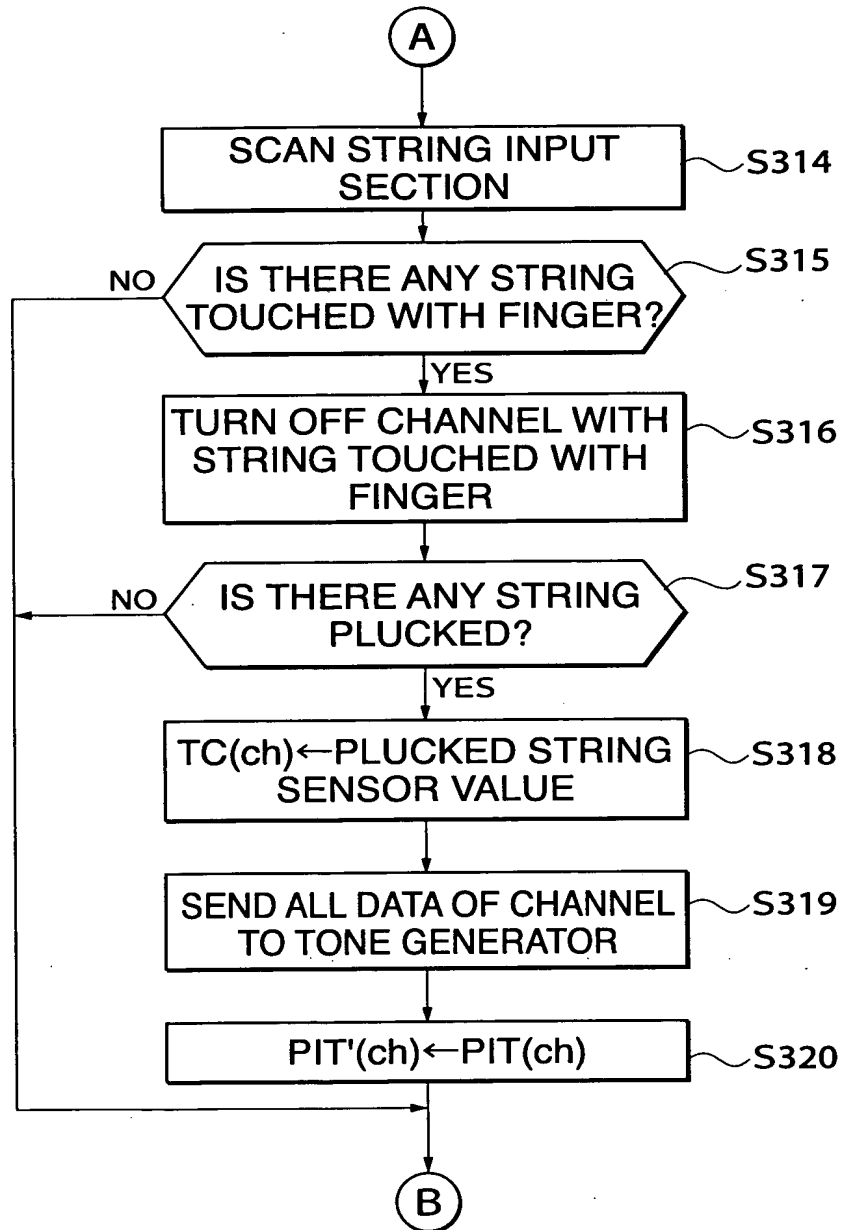 A
SCAN STRING INPUT
SECTION
S314
IS THERE ANY STRING
TOUCHED WITH FINGER?
S315
NO
YES
TURN OFF CHANNEL WITH
STRING TOUCHED WITH
FINGER
S316
IS THERE ANY STRING
PLUCKED?
S317
NO
YES
TC(ch)←PLUCKED STRING
SENSOR VALUE
S318
SEND ALL DATA OF CHANNEL
TO TONE GENERATOR
S319
PIT'(ch)←PIT(ch)
S320
B